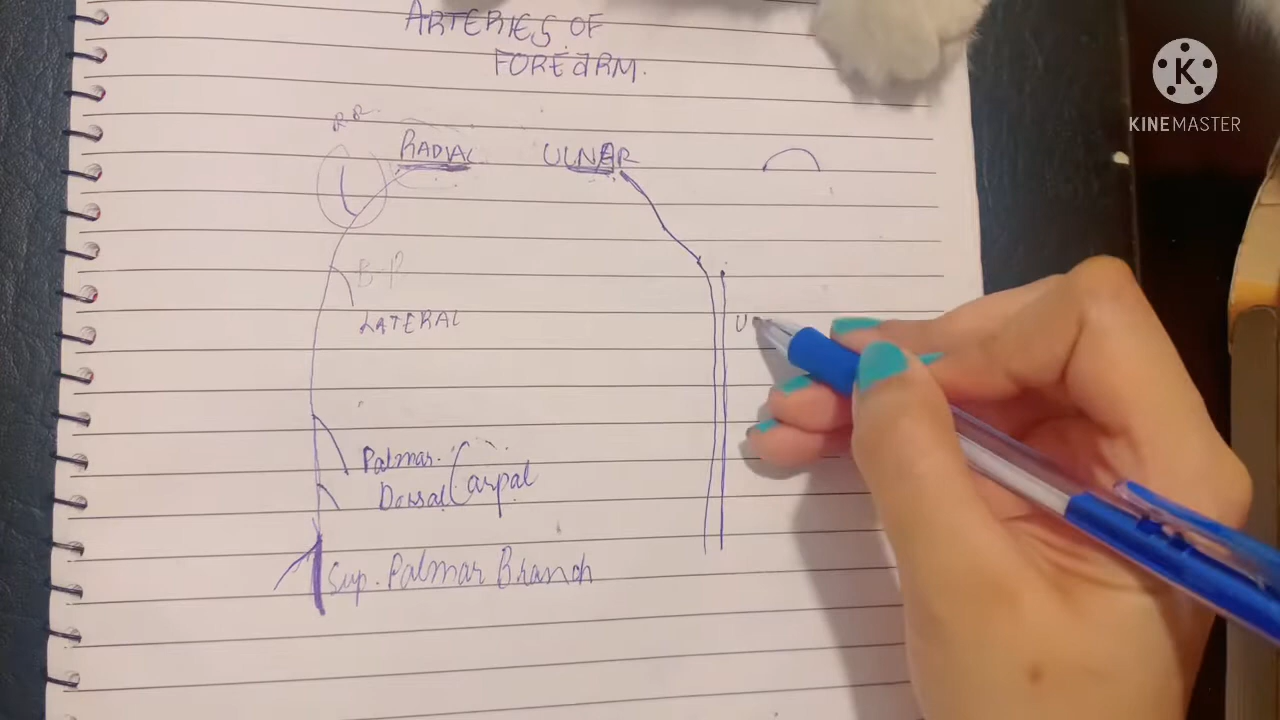 ARTERIES OF
FOREARM.
K
KINEMASTER
R R
RADIAL
ULNAR
B-P
LATERAL
U
Palmar.
Dorsal Carpal
Sup. Palmar Branch